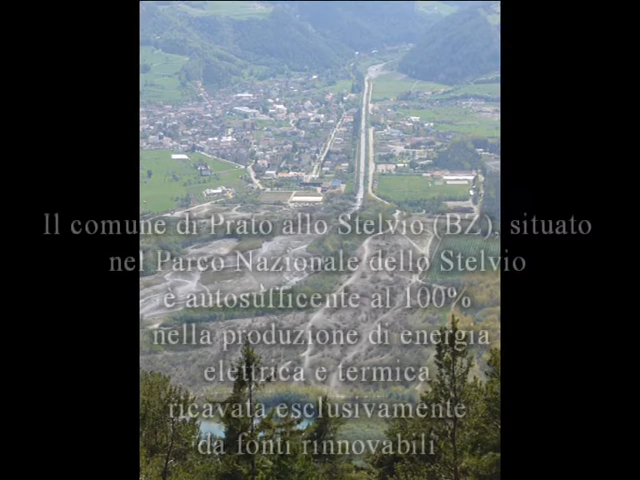 Il comune di Prato allo Stelvio (BZ), situato
nel Parco Nazionale dello Stelvio
è autosufficente al 100%
nella produzione di energia
elettrica e termica
ricavata esclusivamente
da fonti rinnovabili